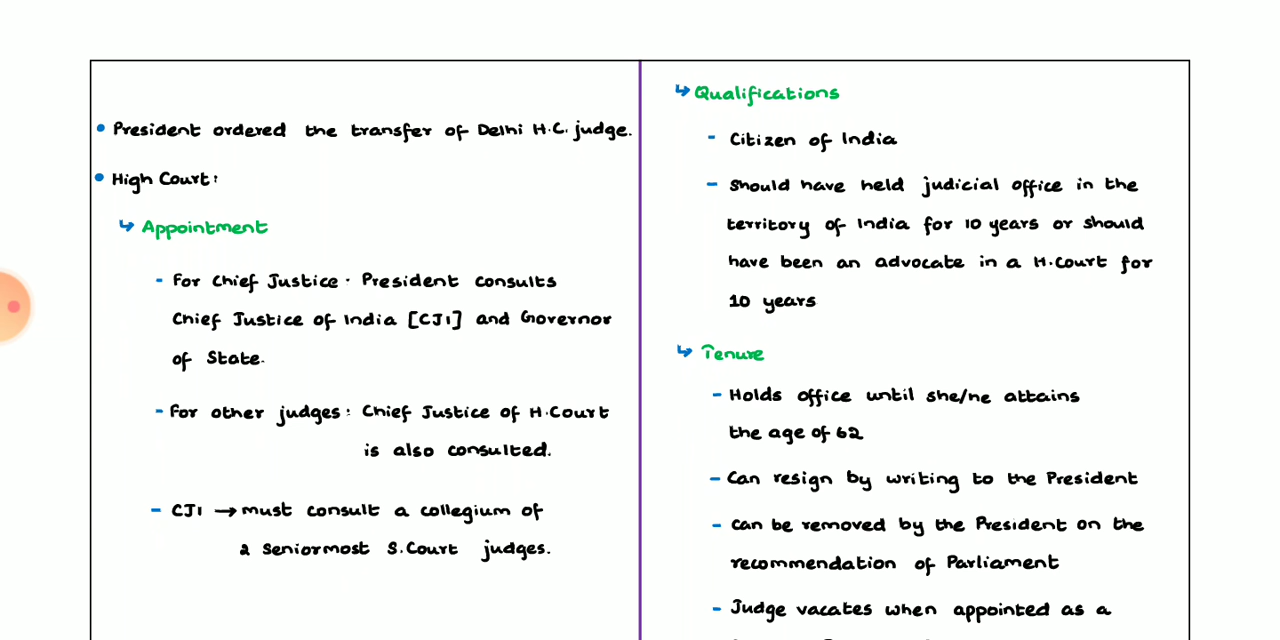 • President ordered the transfer of Delhi H.C. judge.
• High Court:
↳ Appointment
- For Chief Justice · President consults
Chief Justice of India [CJI] and Governor
of State.
- For other judges: Chief Justice of H.Court
is also consulted.
- CJI → must consult a collegium of
2 seniormost S.Court judges.
↳ Qualifications
- Citizen of India
- Should have held judicial office in the
territory of India for 10 years or should
have been an advocate in a H.Court for
10 years
↳ Tenure
- Holds office until she/he attains
the age of 62
- Can resign by writing to the President
- Can be removed by the President on the
recommendation of Parliament
- Judge vacates when appointed as a